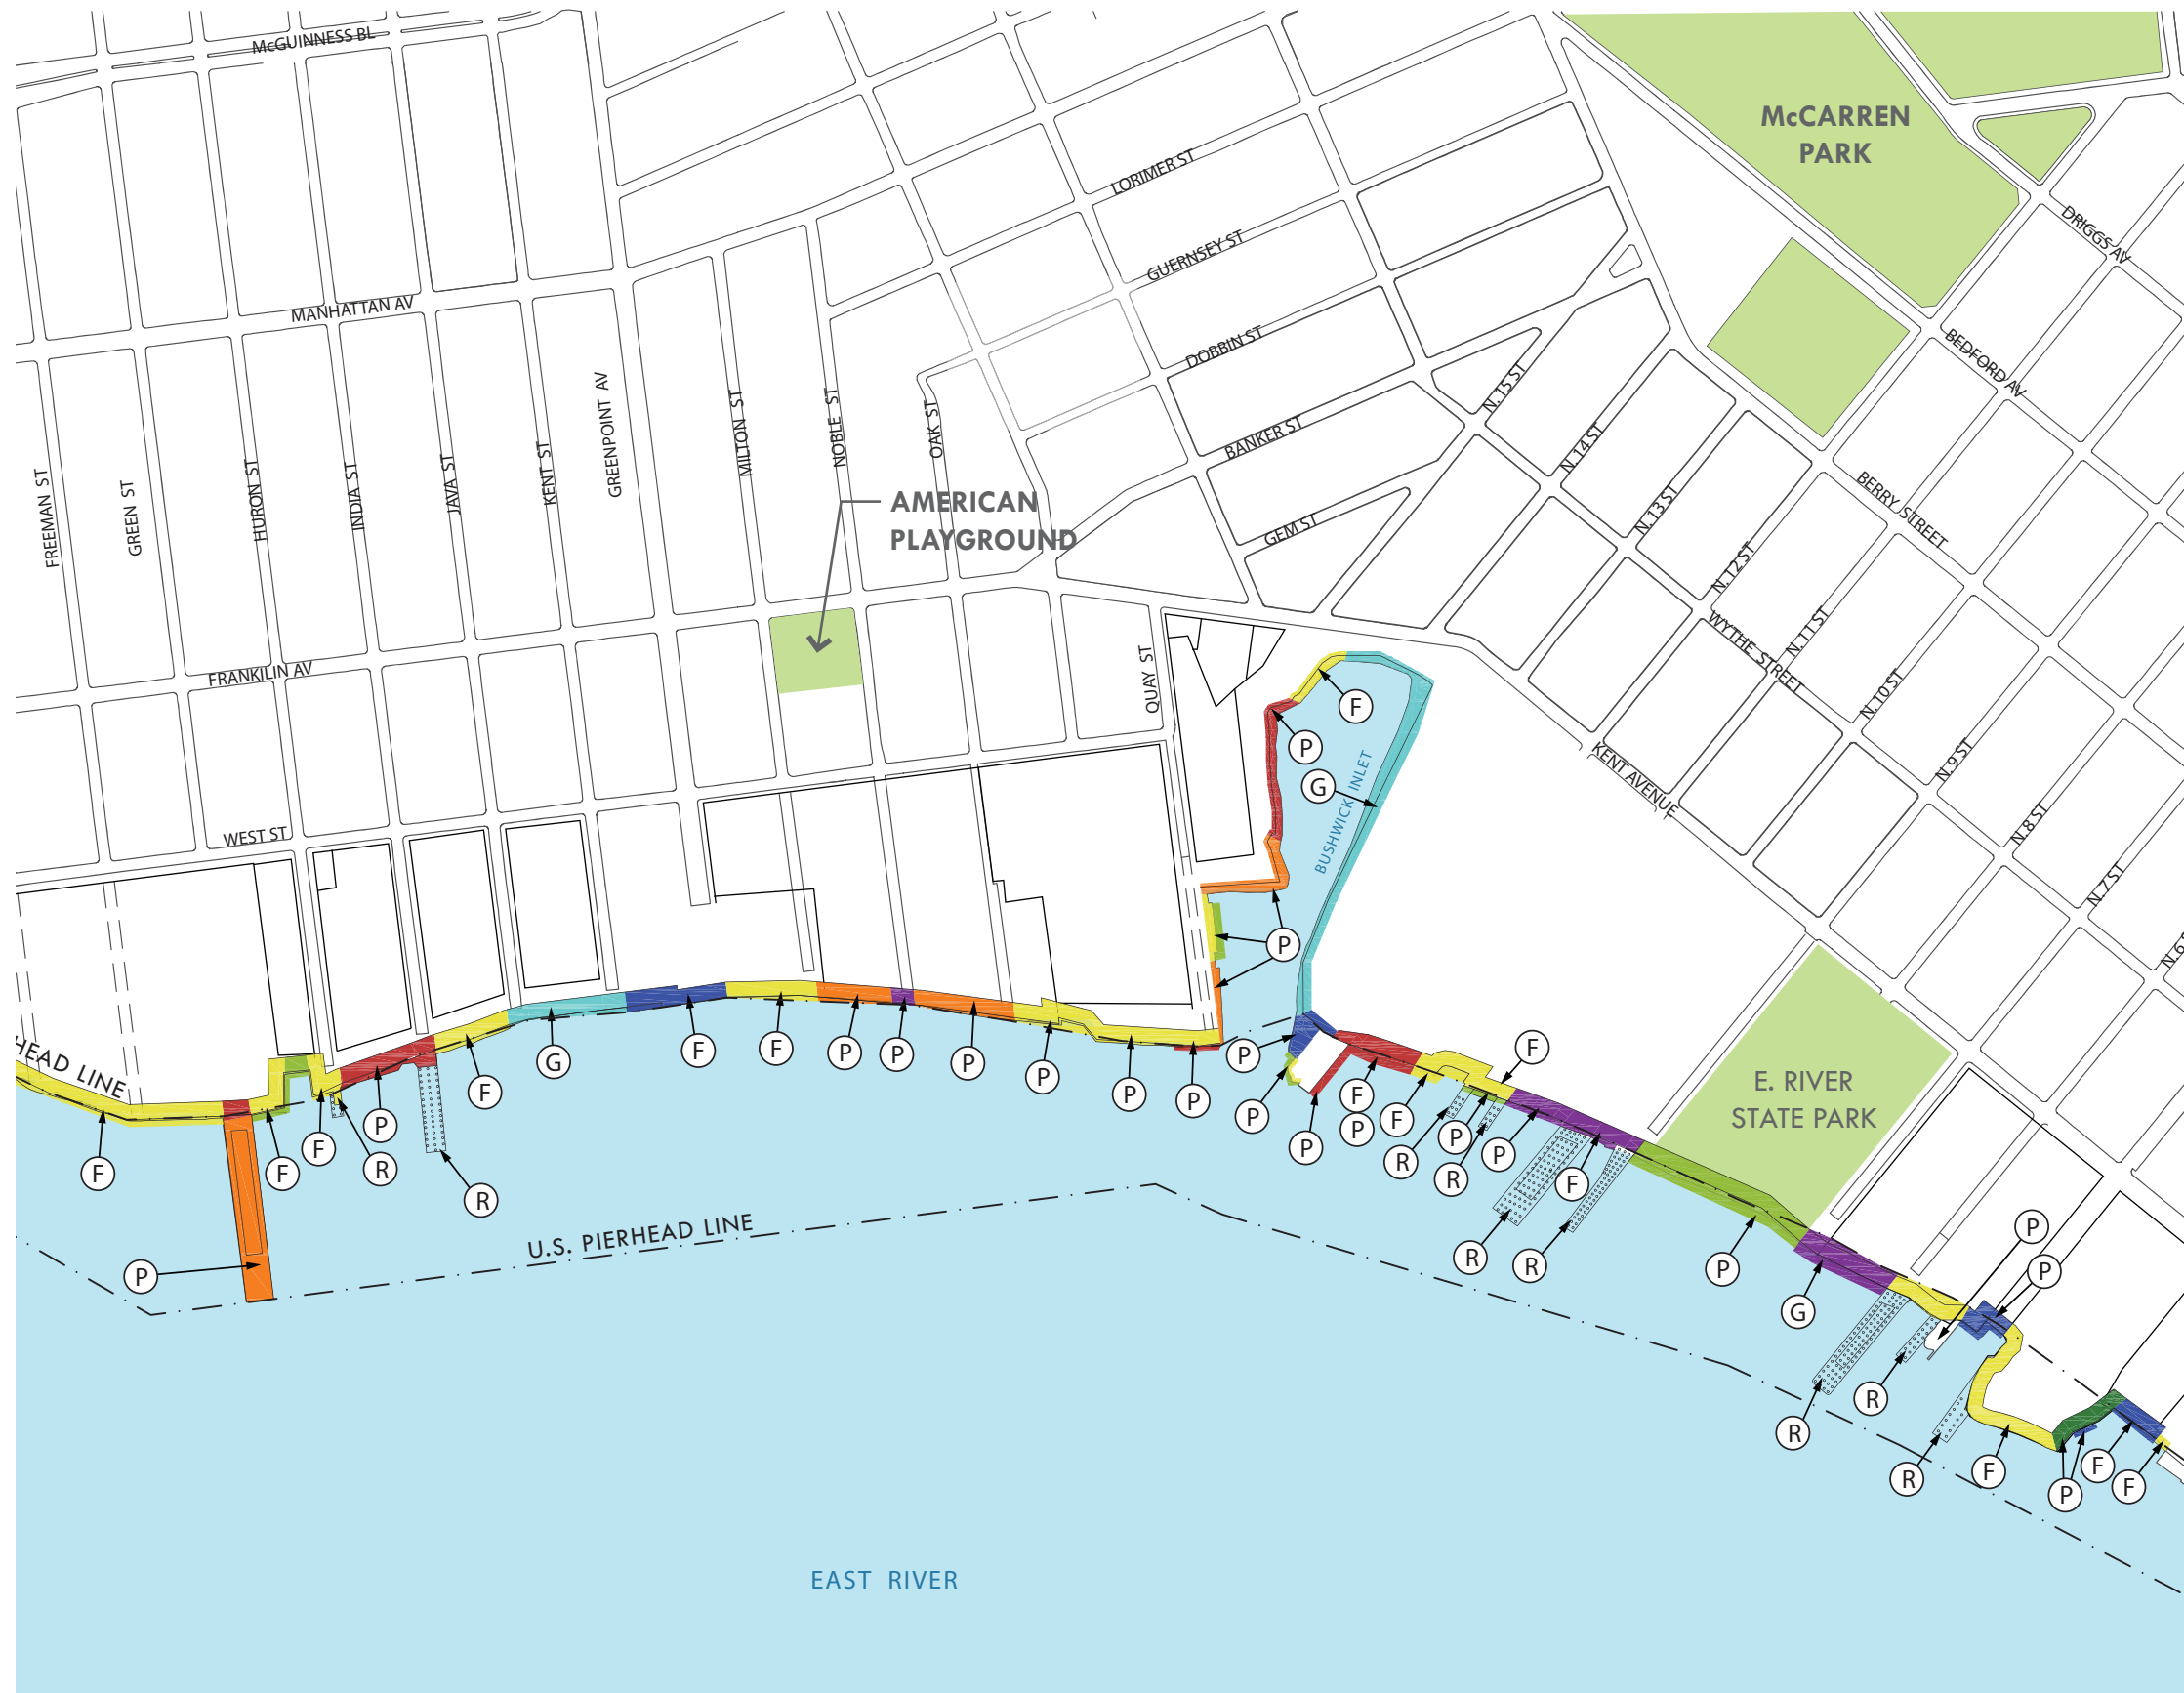 McGUINNESS BL
McCARREN
PARK
LORIMER ST
DRIGGS AV
GUERNSEY ST
MANHATTAN AV
DOBBIN ST
BEDFORD AV
N. 15 ST
BANKER ST
N. 14 ST
GREENPOINT AV
MILTON ST
NOBLE ST
OAK ST
KENT ST
JAVA ST
INDIA ST
HURON ST
GREEN ST
FREEMAN ST
AMERICAN
PLAYGROUND
GEM ST
N. 13 ST
BERRY STREET
N. 12 ST
N. 11 ST
WYTHE STREET
N. 10 ST
FRANKILIN AV
QUAY ST
F
P
G
BUSHWICK INLET
KENT AVENUE
N. 9 ST
N. 8 ST
N. 7 ST
N. 6
WEST ST
P
HEAD LINE
E. RIVER
STATE PARK
F
F
F
P
R
R
F
G
F
F
P
P
P
P
P
P
P
P
P
F
P
F
F
R
P
R
P
F
R
R
P
G
P
P
P
U.S. PIERHEAD LINE
R
R
R
F
P
F
F
EAST RIVER